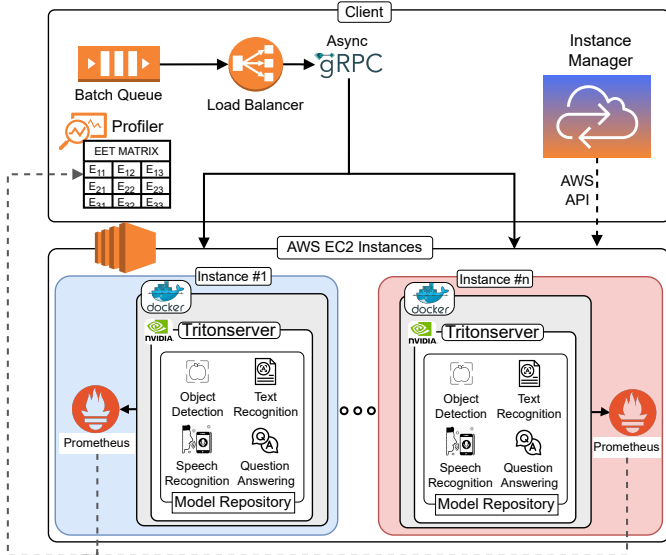 Client
Async
gRPC
Instance
Manager
Batch Queue
Load Balancer
Profiler
EET MATRIX
E11 E12 E13
E21 E22 E23
E31 E32 E33
AWS
API
AWS EC2 Instances
Instance #1
docker
NVIDIA
Tritonserver
Object
Detection
Text
Recognition
Speech
Recognition
Q
A
Question
Answering
Model Repository
Prometheus
Instance #n
docker
NVIDIA
Tritonserver
Object
Detection
Text
Recognition
Speech
Recognition
Q
A
Question
Answering
Model Repository
Prometheus